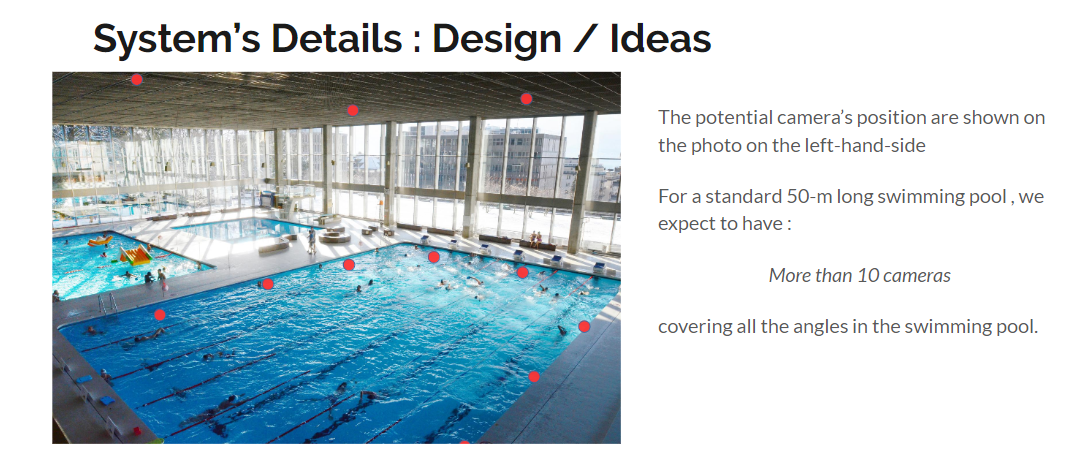 System’s Details : Design / Ideas
The potential camera’s position are shown on
the photo on the left-hand-side
For a standard 50-m long swimming pool , we
expect to have :
More than 10 cameras
covering all the angles in the swimming pool.